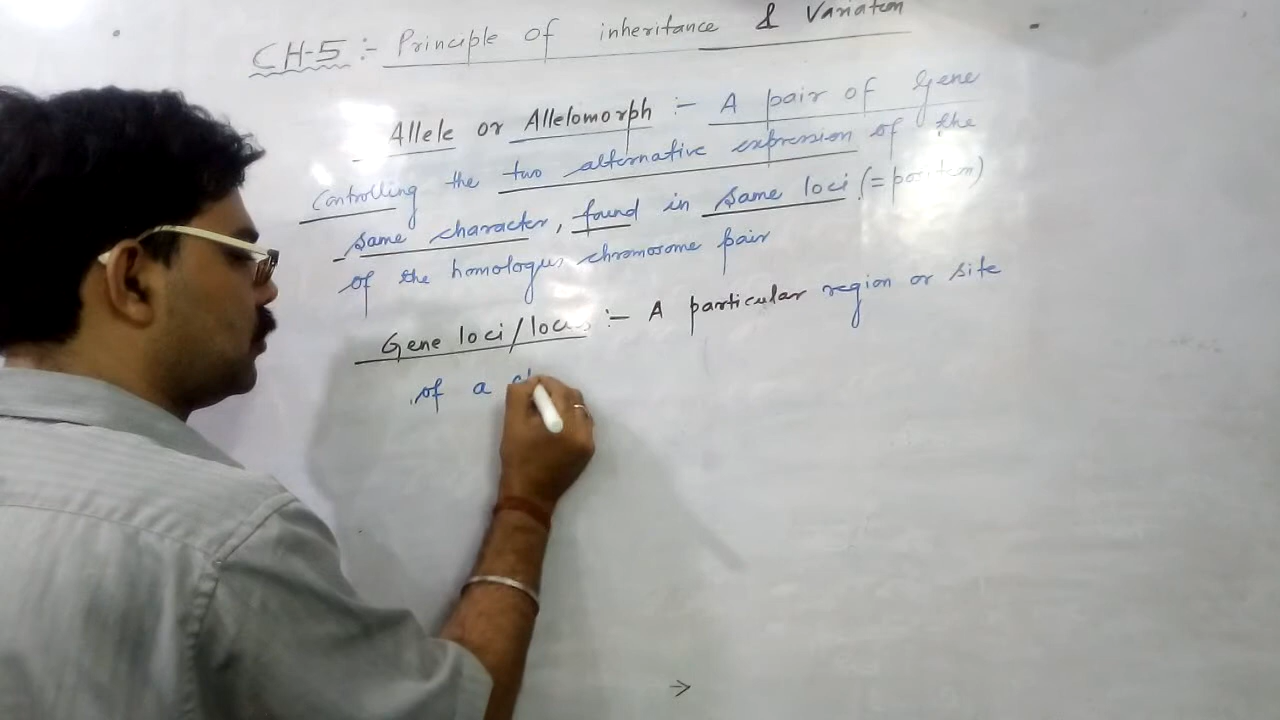 CH-5 :- Principle of inheritance & Variation
Allele or Allelomorph :- A pair of Gene
Controlling the two alternative expression of the
same character, found in same loci (= position)
of the homologus chromosome pair
Gene loci/locus :- A particular region or site
of a